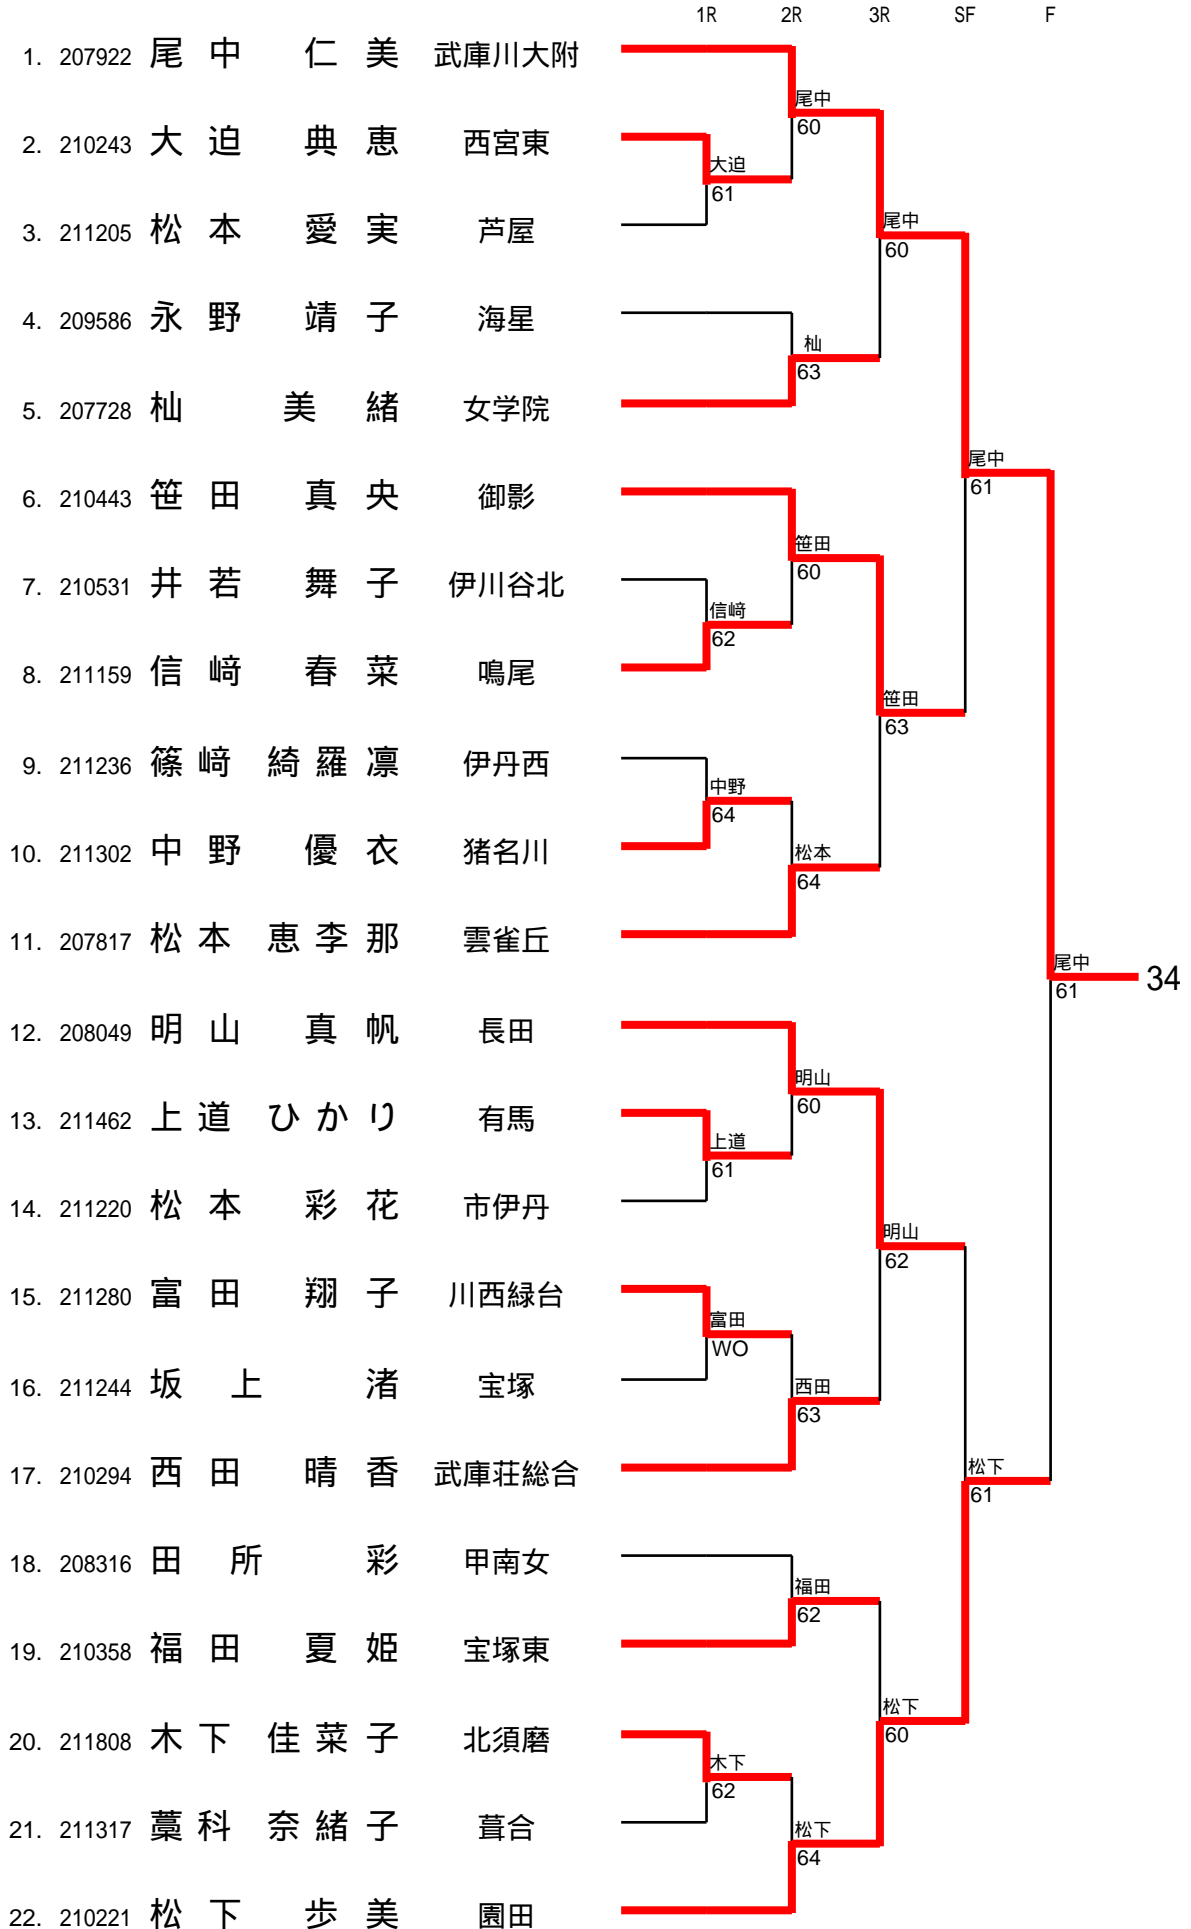 1R 2R 3R SF F
1. 207922 尾中 仁美 武庫川大附
尾中
60
2. 210243 大迫 典恵 西宮東
大迫
61
3. 211205 松本 愛実 芦屋
尾中
60
4. 209586 永野 靖子 海星
杣
63
5. 207728 杣 美緒 女学院
尾中
61
6. 210443 笹田 真央 御影
笹田
60
7. 210531 井若 舞子 伊川谷北
信﨑
62
8. 211159 信﨑 春菜 鳴尾
笹田
63
9. 211236 篠﨑 綺羅凛 伊丹西
中野
64
10. 211302 中野 優衣 猪名川
松本
64
11. 207817 松本 恵李那 雲雀丘
尾中
61
34
12. 208049 明山 真帆 長田
明山
60
13. 211462 上道 ひかり 有馬
上道
61
14. 211220 松本 彩花 市伊丹
明山
62
15. 211280 富田 翔子 川西緑台
富田
WO
16. 211244 坂上 渚 宝塚
西田
63
17. 210294 西田 晴香 武庫荘総合
松下
61
18. 208316 田所 彩 甲南女
福田
62
19. 210358 福田 夏姫 宝塚東
松下
60
20. 211808 木下 佳菜子 北須磨
木下
62
21. 211317 藁科 奈緒子 葺合
松下
64
22. 210221 松下 歩美 園田